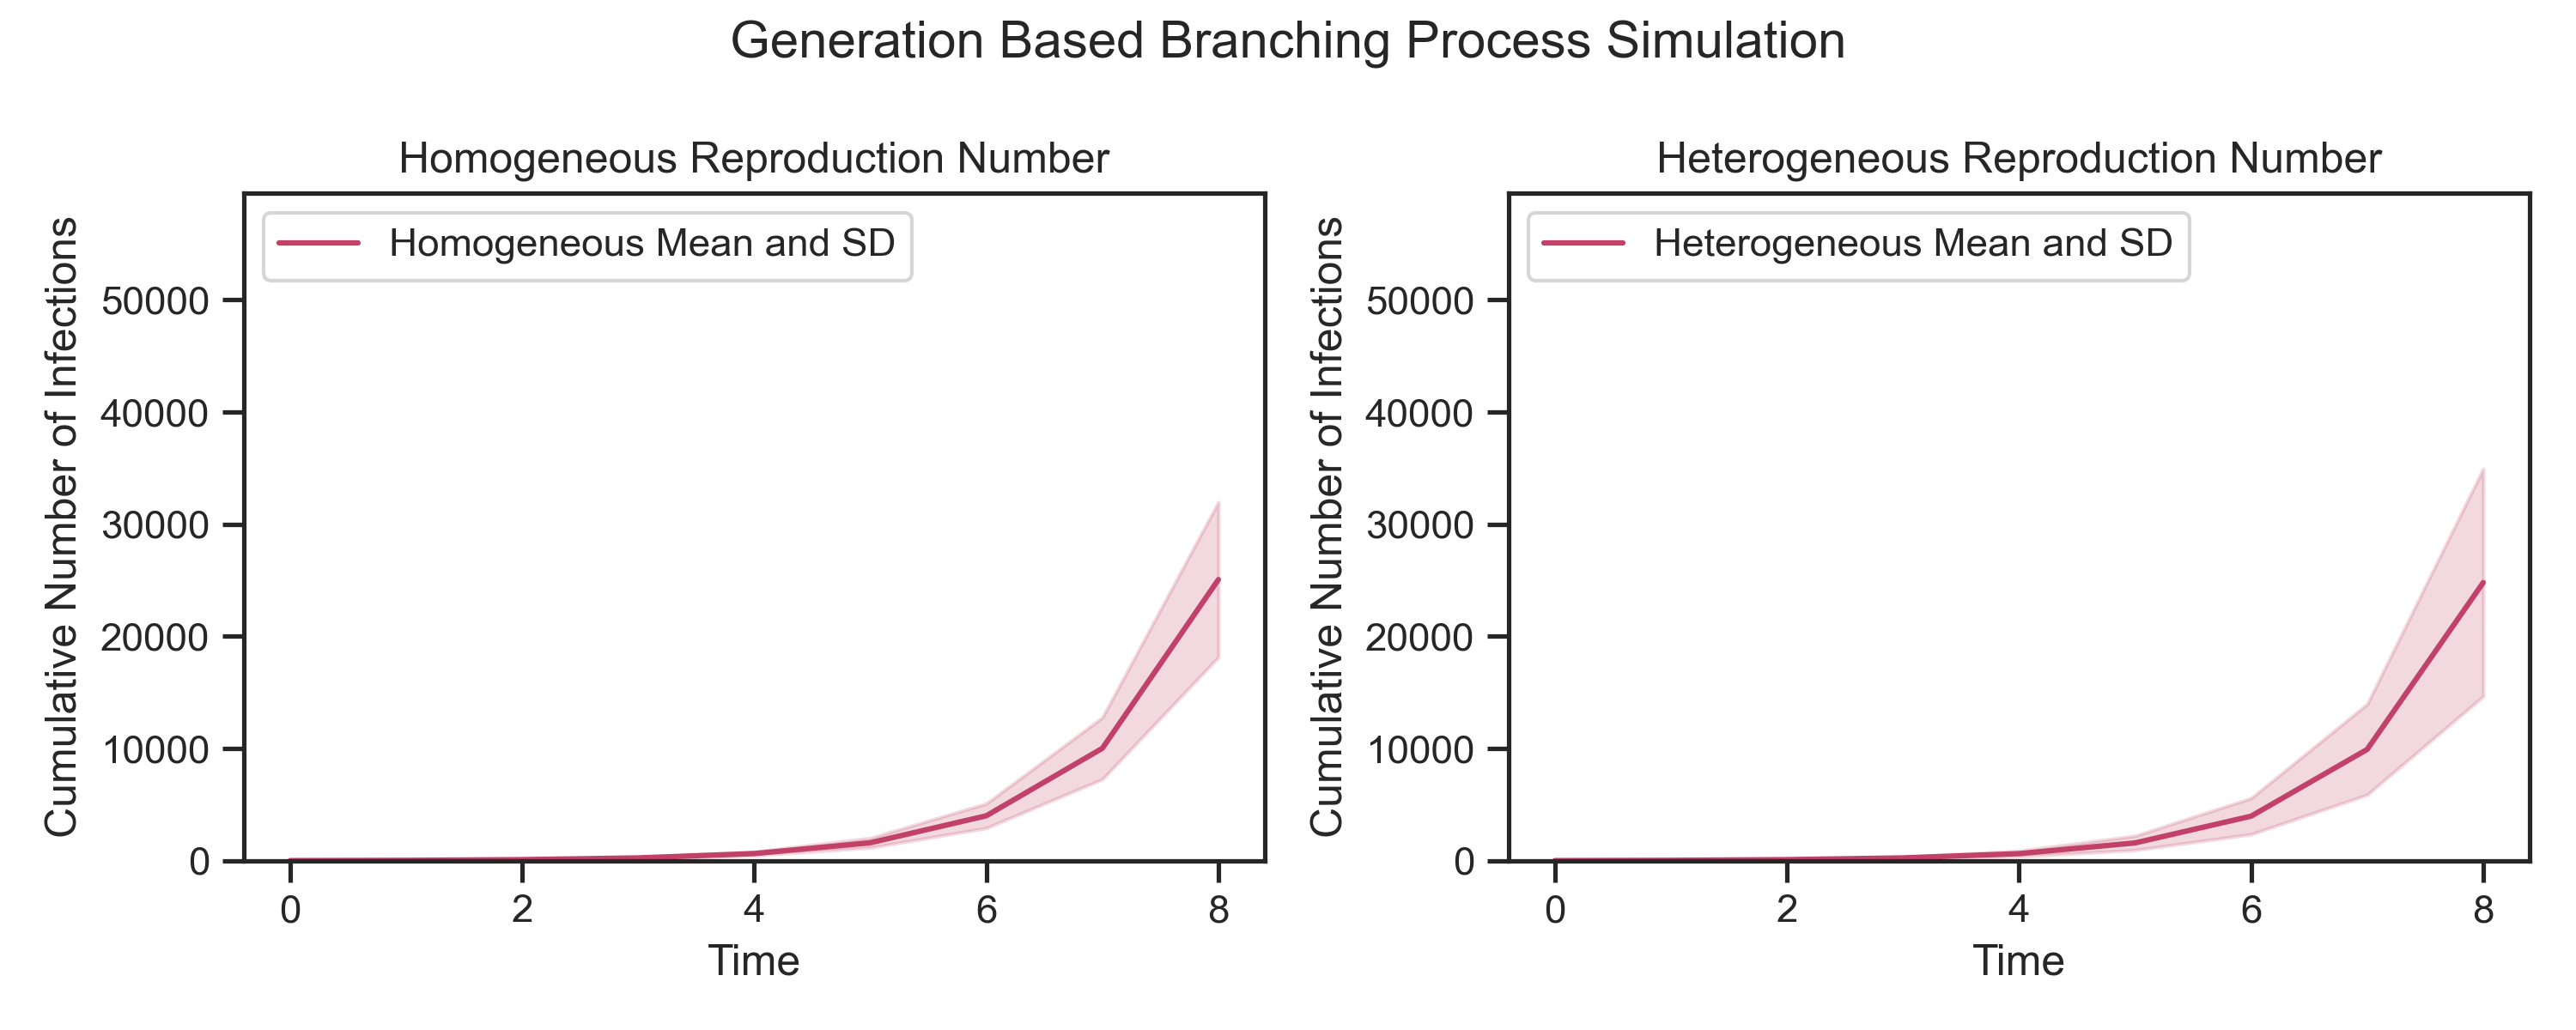 Generation Based Branching Process Simulation
Homogeneous Reproduction Number
Homogeneous Mean and SD
Cumulative Number of Infections
50000
40000
30000
20000
10000
0
0 2 4 6 8
Time
Heterogeneous Reproduction Number
Heterogeneous Mean and SD
Cumulative Number of Infections
50000
40000
30000
20000
10000
0
0 2 4 6 8
Time